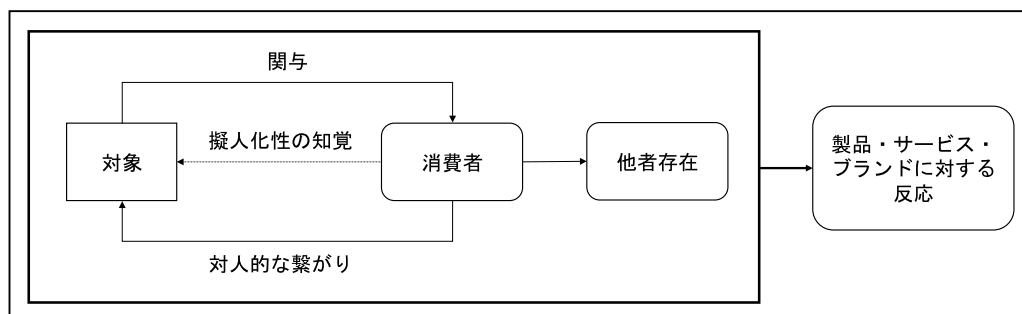 関与
擬人化性の知覚
対象
消費者
他者存在
対人的な繋がり
製品・サービス・
ブランドに対する
反応